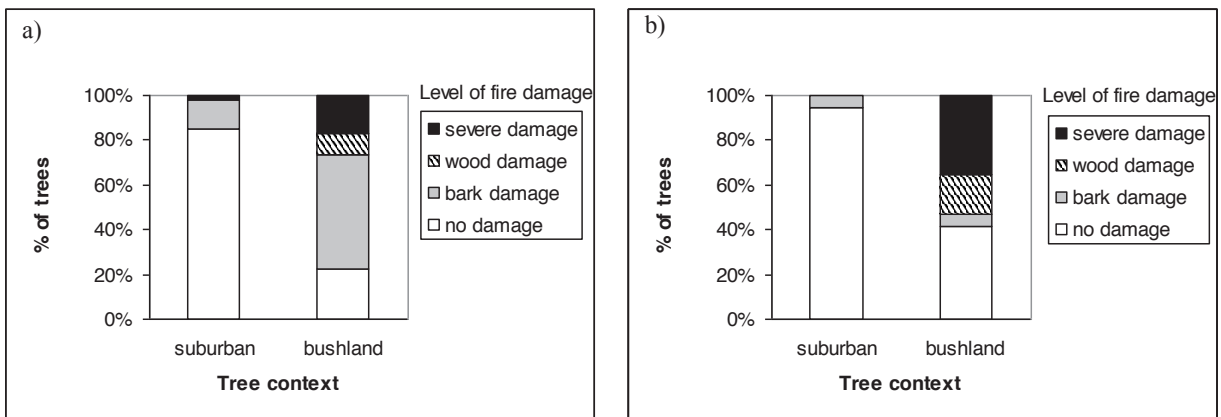 a)
% of trees
100%
80%
60%
40%
20%
0%
suburban bushland
Tree context
Level of fire damage
severe damage
wood damage
bark damage
no damage
b)
% of trees
100%
80%
60%
40%
20%
0%
suburban bushland
Tree context
Level of fire damage
severe damage
wood damage
bark damage
no damage